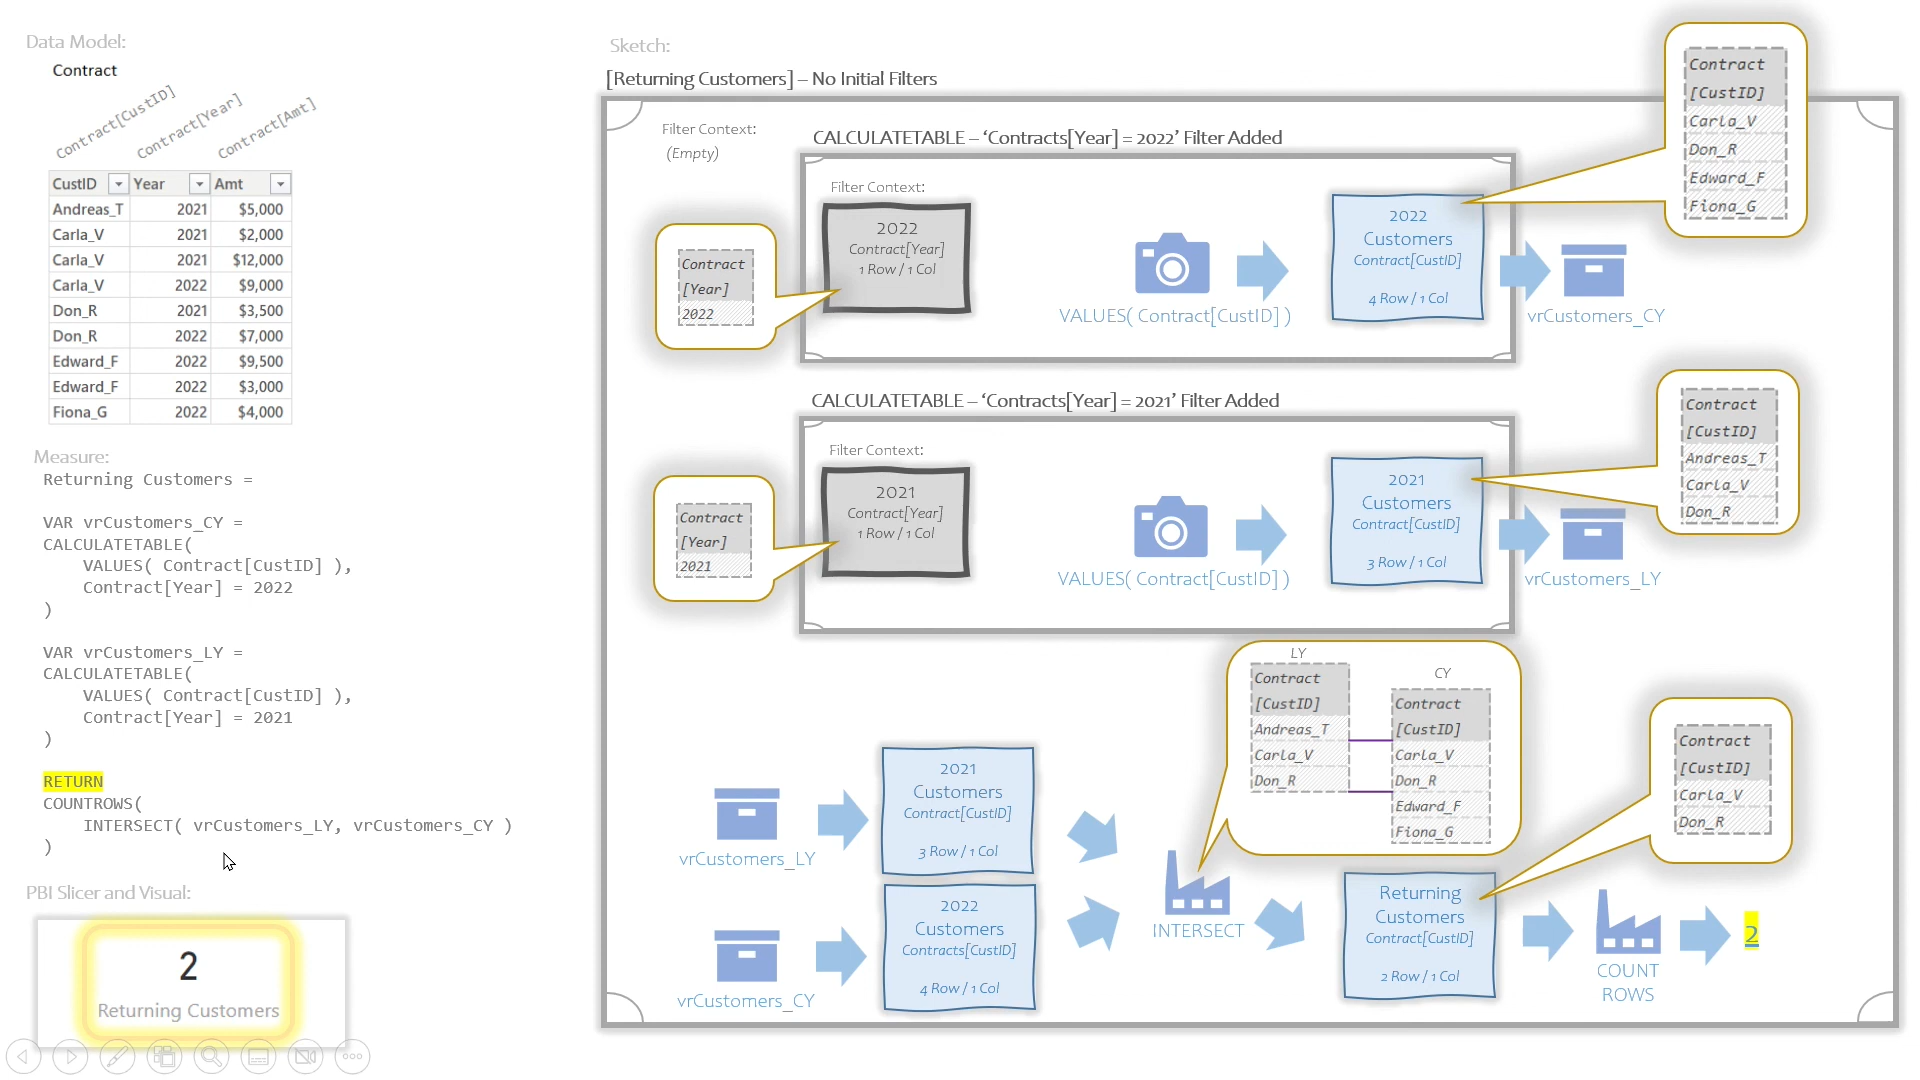 Data Model:
Contract
Contract[CustID]
Contract[Year]
Contract[Amt]
CustID Year Amt
Andreas_T 2021 $5,000
Carla_V 2021 $2,000
Carla_V 2021 $12,000
Carla_V 2022 $9,000
Don_R 2021 $3,500
Don_R 2022 $7,000
Edward_F 2022 $9,500
Edward_F 2022 $3,000
Fiona_G 2022 $4,000
Measure:
Returning Customers =
VAR vrCustomers_CY =
CALCULATETABLE(
VALUES( Contract[CustID] ),
Contract[Year] = 2022
)
VAR vrCustomers_LY =
CALCULATETABLE(
VALUES( Contract[CustID] ),
Contract[Year] = 2021
)
RETURN
COUNTROWS(
INTERSECT( vrCustomers_LY, vrCustomers_CY )
)
PBI Slicer and Visual:
2
Returning Customers
Sketch:
[Returning Customers] – No Initial Filters
Filter Context:
(Empty)
CALCULATETABLE – ‘Contracts[Year] = 2022’ Filter Added
Filter Context:
2022
Contract[Year]
1 Row / 1 Col
Contract
[Year]
2022
VALUES( Contract[CustID] )
2022
Customers
Contract[CustID]
4 Row / 1 Col
vrCustomers_CY
Contract
[CustID]
Carla_V
Don_R
Edward_F
Fiona_G
CALCULATETABLE – ‘Contracts[Year] = 2021’ Filter Added
Filter Context:
2021
Contract[Year]
1 Row / 1 Col
Contract
[Year]
2021
VALUES( Contract[CustID] )
2021
Customers
Contract[CustID]
3 Row / 1 Col
vrCustomers_LY
Contract
[CustID]
Andreas_T
Carla_V
Don_R
LY
Contract
[CustID]
Andreas_T
Carla_V
Don_R
CY
Contract
[CustID]
Carla_V
Don_R
Edward_F
Fiona_G
vrCustomers_LY
2021
Customers
Contract[CustID]
3 Row / 1 Col
vrCustomers_CY
2022
Customers
Contracts[CustID]
4 Row / 1 Col
INTERSECT
Returning
Customers
Contract[CustID]
2 Row / 1 Col
Contract
[CustID]
Carla_V
Don_R
COUNT
ROWS
2